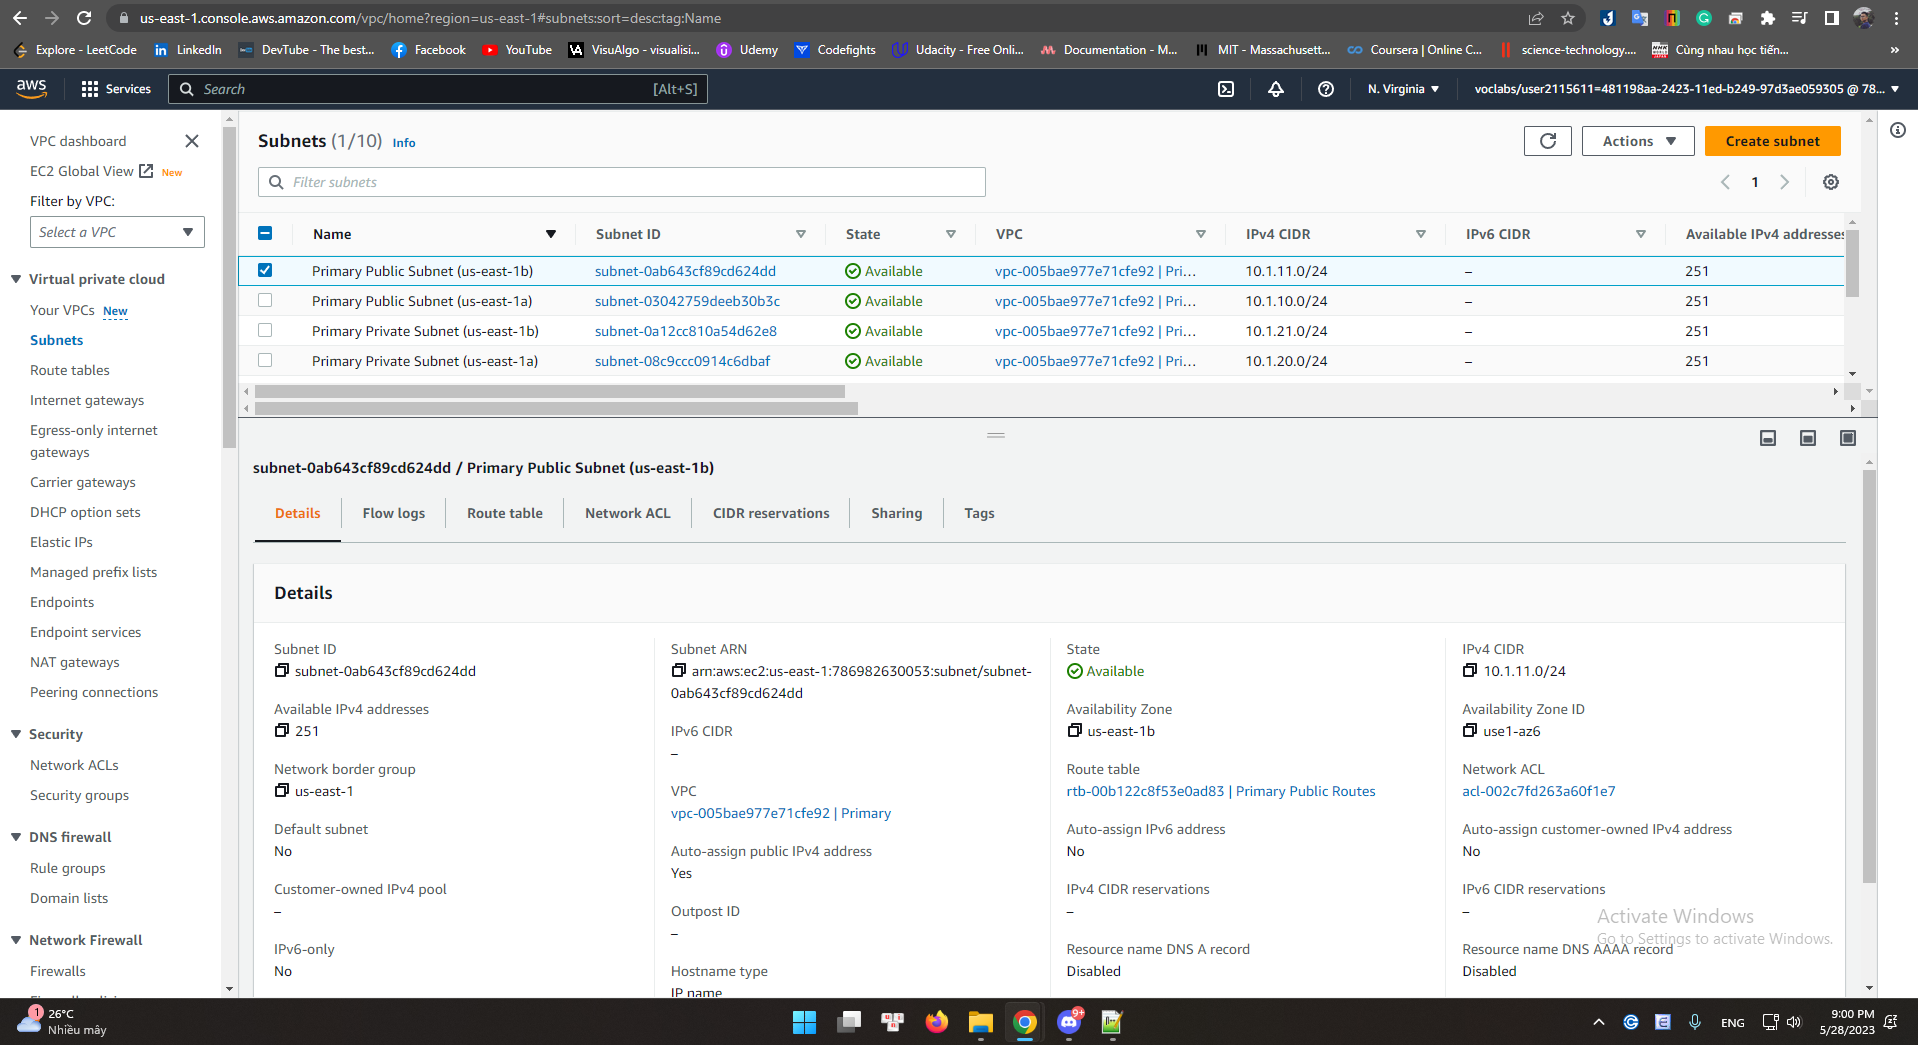 us-east-1.console.aws.amazon.com/vpc/home?region=us-east-1#subnets:sort=desc:tag:Name
Explore - LeetCode
LinkedIn
DevTube - The best...
Facebook
YouTube
VisuAlgo - visualisi...
Udemy
Codefights
Udacity - Free Onli...
Documentation - M...
MIT - Massachusett...
Coursera | Online C...
science-technology....
Cùng nhau học tiến...
»
aws
Services
Search
[Alt+S]
N. Virginia
voclabs/user2115611=481198aa-2423-11ed-b249-97d3ae059305 @ 78...
VPC dashboard
EC2 Global View New
Filter by VPC:
Select a VPC
Virtual private cloud
Your VPCs New
Subnets
Route tables
Internet gateways
Egress-only internet
gateways
Carrier gateways
DHCP option sets
Elastic IPs
Managed prefix lists
Endpoints
Endpoint services
NAT gateways
Peering connections
Security
Network ACLs
Security groups
DNS firewall
Rule groups
Domain lists
Network Firewall
Firewalls
Subnets (1/10) Info
Actions
Create subnet
Filter subnets
1
Name Subnet ID State VPC IPv4 CIDR IPv6 CIDR Available IPv4 addresses
Primary Public Subnet (us-east-1b) subnet-0ab643cf89cd624dd Available vpc-005bae977e71cfe92 | Pri... 10.1.11.0/24 – 251
Primary Public Subnet (us-east-1a) subnet-03042759deeb30b3c Available vpc-005bae977e71cfe92 | Pri... 10.1.10.0/24 – 251
Primary Private Subnet (us-east-1b) subnet-0a12cc810a54d62e8 Available vpc-005bae977e71cfe92 | Pri... 10.1.21.0/24 – 251
Primary Private Subnet (us-east-1a) subnet-08c9ccc0914c6dbaf Available vpc-005bae977e71cfe92 | Pri... 10.1.20.0/24 – 251
subnet-0ab643cf89cd624dd / Primary Public Subnet (us-east-1b)
Details
Flow logs
Route table
Network ACL
CIDR reservations
Sharing
Tags
Details
Subnet ID
subnet-0ab643cf89cd624dd
Available IPv4 addresses
251
Network border group
us-east-1
Default subnet
No
Customer-owned IPv4 pool
–
IPv6-only
No
Subnet ARN
arn:aws:ec2:us-east-1:786982630053:subnet/subnet-
0ab643cf89cd624dd
IPv6 CIDR
–
VPC
vpc-005bae977e71cfe92 | Primary
Auto-assign public IPv4 address
Yes
Outpost ID
–
Hostname type
IP name
State
Available
Availability Zone
us-east-1b
Route table
rtb-00b122c8f53e0ad83 | Primary Public Routes
Auto-assign IPv6 address
No
IPv4 CIDR reservations
–
Resource name DNS A record
Disabled
IPv4 CIDR
10.1.11.0/24
Availability Zone ID
use1-az6
Network ACL
acl-002c7fd263a60f1e7
Auto-assign customer-owned IPv4 address
No
IPv6 CIDR reservations
–
Resource name DNS AAAA record
Disabled
Activate Windows
Go to Settings to activate Windows.
1
26°C
Nhiều mây
9+
ENG
9:00 PM
5/28/2023